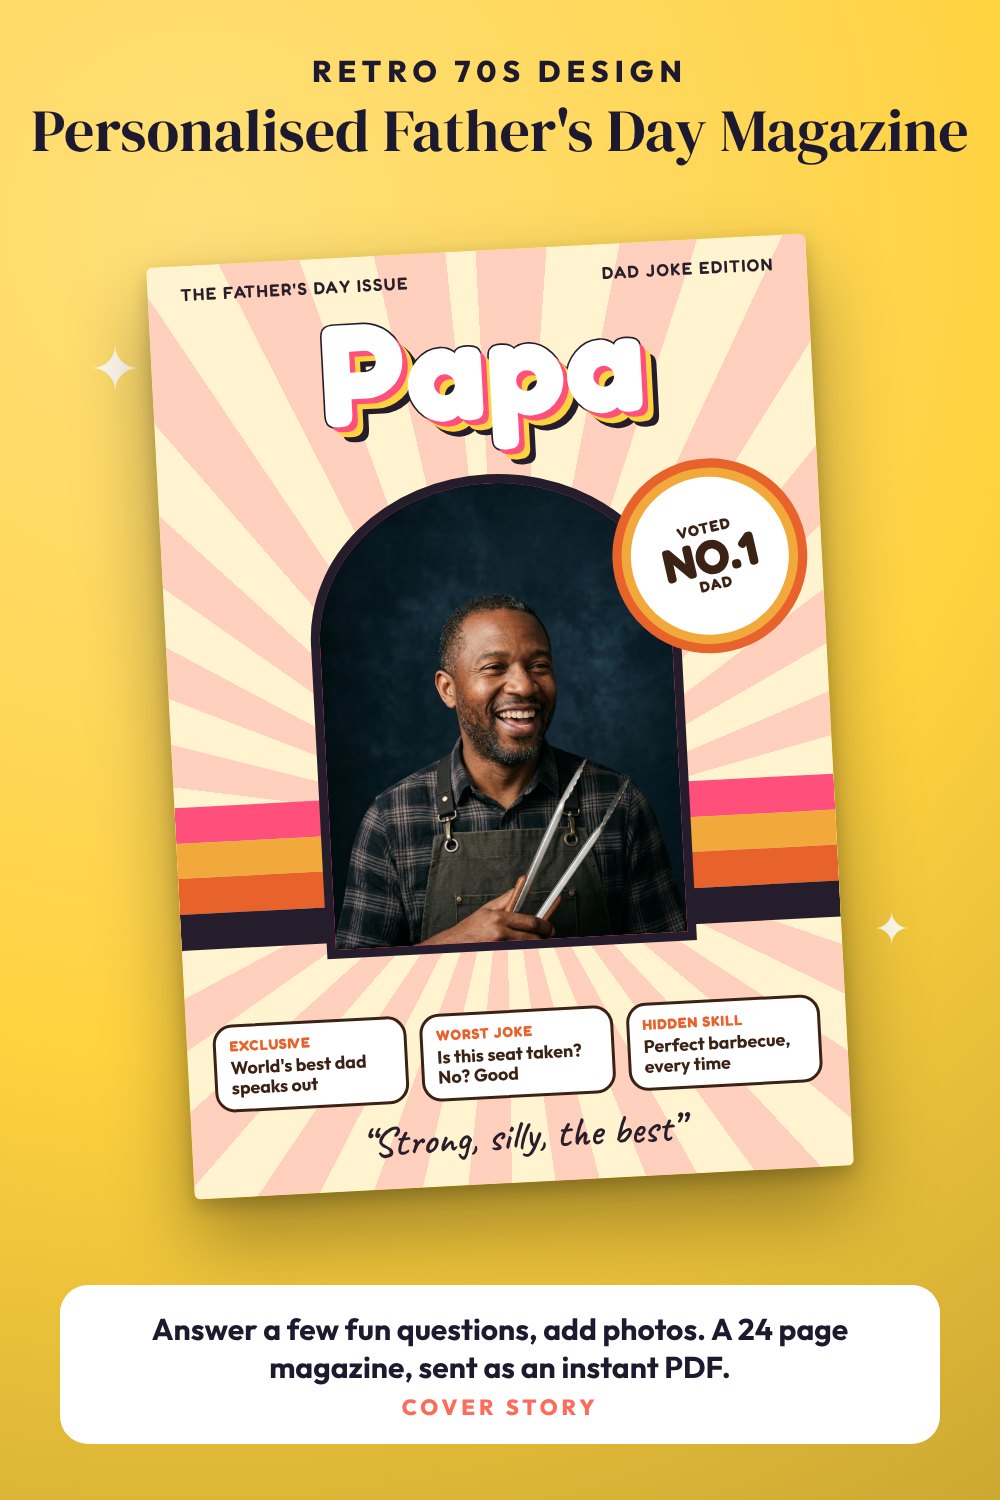 RETRO 70S DESIGN
Personalised Father's Day Magazine
THE FATHER'S DAY ISSUE
DAD JOKE EDITION
Papa
VOTED
NO.1
DAD
EXCLUSIVE
World's best dad
speaks out
WORST JOKE
Is this seat taken?
No? Good
HIDDEN SKILL
Perfect barbecue,
every time
“Strong, silly, the best”
Answer a few fun questions, add photos. A 24 page
magazine, sent as an instant PDF.
COVER STORY